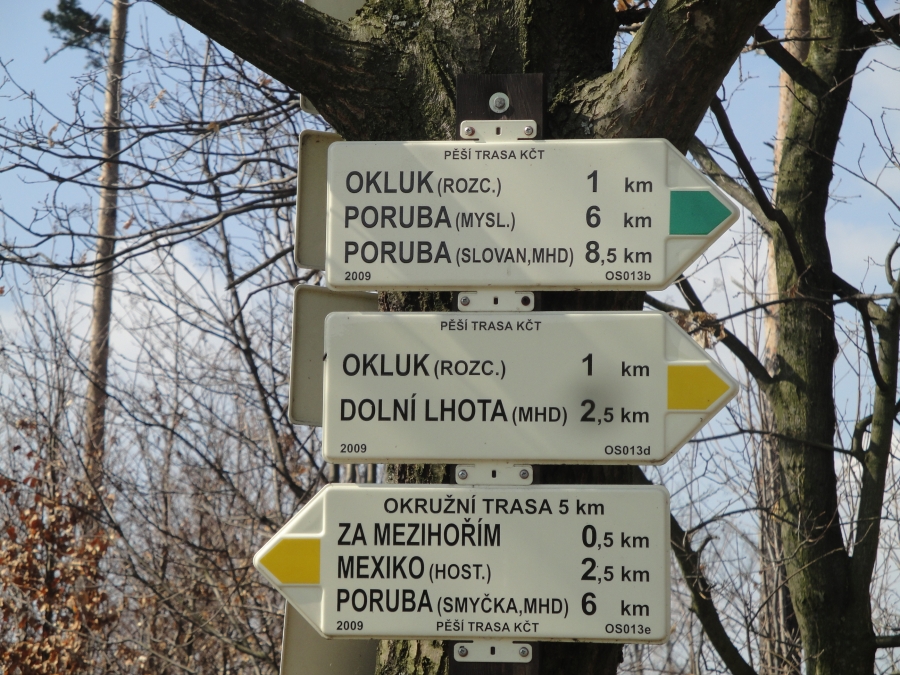 PĚŠÍ TRASA KČT
OKLUK (ROZC.) 1 km
PORUBA (MYSL.) 6 km
PORUBA (SLOVAN,MHD) 8,5 km
2009 OS013b
PĚŠÍ TRASA KČT
OKLUK (ROZC.) 1 km
DOLNÍ LHOTA (MHD) 2,5 km
2009 OS013d
OKRUŽNÍ TRASA 5 km
ZA MEZIHOŘÍM 0,5 km
MEXIKO (HOST.) 2,5 km
PORUBA (SMYČKA,MHD) 6 km
2009 PĚŠÍ TRASA KČT OS013e